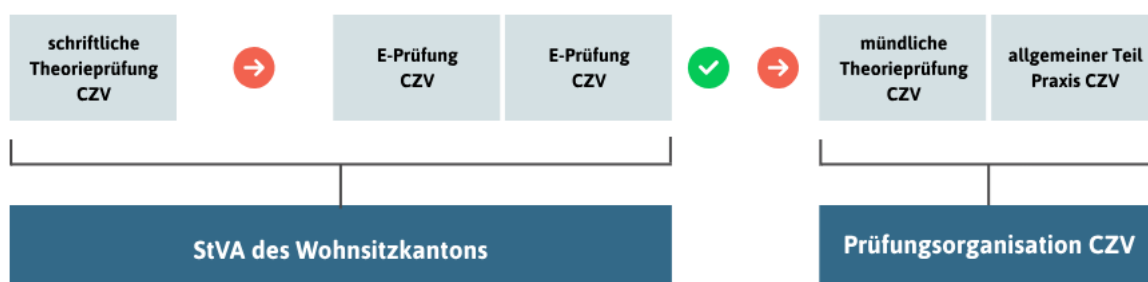 schriftliche
Theorieprüfung
CZV
E-Prüfung
CZV
E-Prüfung
CZV
mündliche
Theorieprüfung
CZV
allgemeiner Teil
Praxis CZV
StVA des Wohnsitzkantons
Prüfungsorganisation CZV